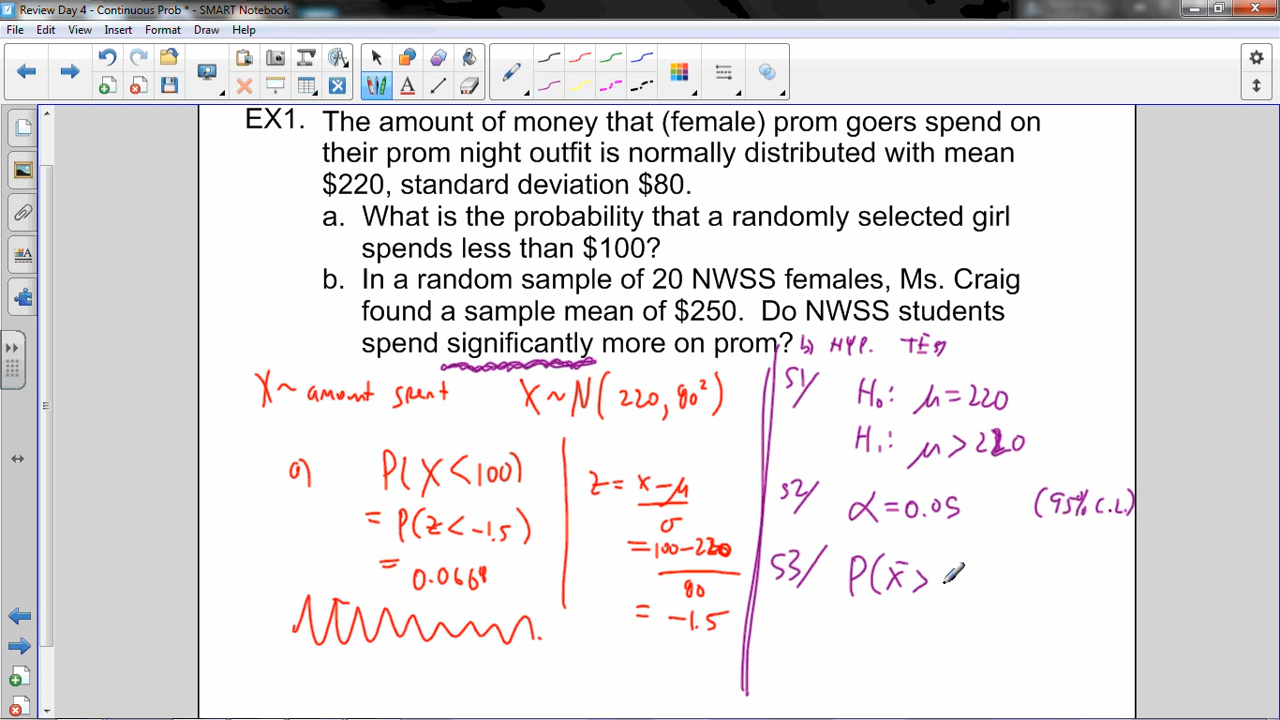 Review Day 4 - Continuous Prob * - SMART Notebook
File Edit View Insert Format Draw Help
EX1. The amount of money that (female) prom goers spend on
their prom night outfit is normally distributed with mean
$220, standard deviation $80.
a. What is the probability that a randomly selected girl
spends less than $100?
b. In a random sample of 20 NWSS females, Ms. Craig
found a sample mean of $250. Do NWSS students
spend significantly more on prom?
X ~ amount spent X ~ N(220, 80²)
a) P(X < 100)
= P(Z < -1.5)
= 0.0668
z = x - μ
σ
= 100 - 220
80
= -1.5
b) HYP. TEST
S1/ H₀: μ = 220
H₁: μ > 220
S2/ α = 0.05 (95% C.L.)
S3/ P(x̄ >